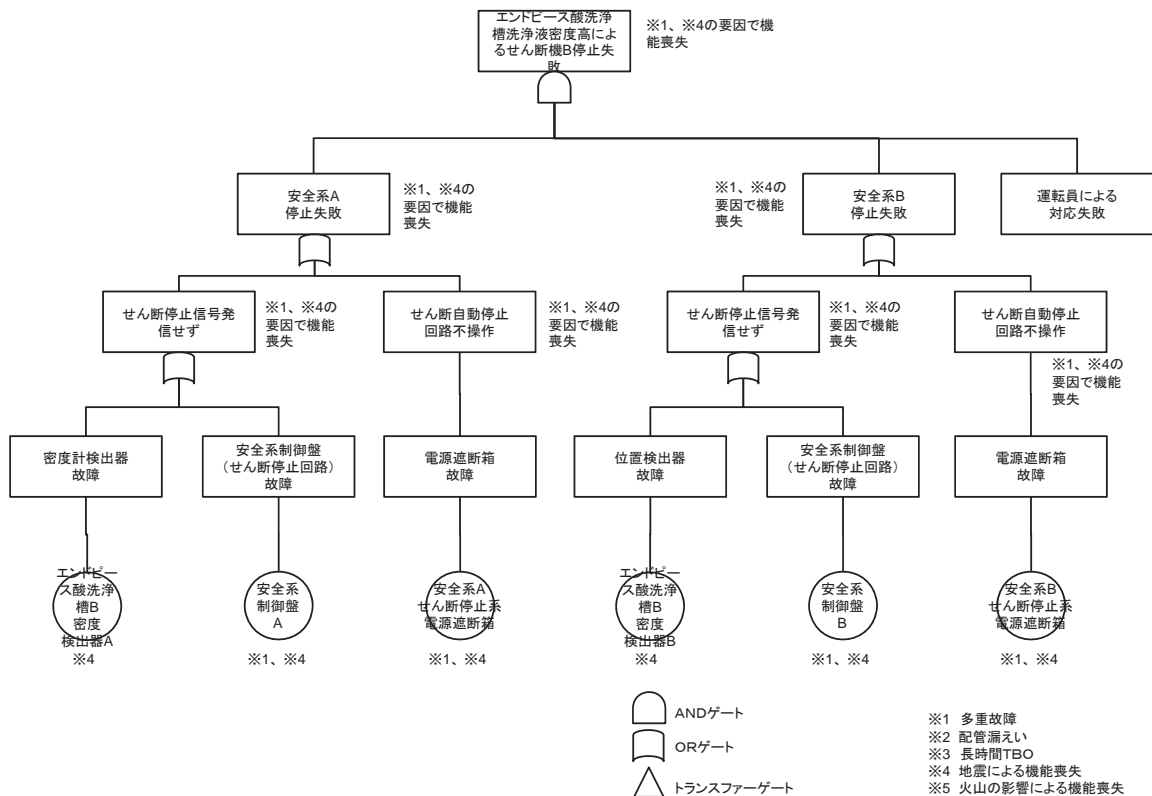 エンドピース酸洗浄
槽洗浄液密度高によ
るせん断機B停止失
敗
※1、※4の要因で機
能喪失
安全系A
停止失敗
※1、※4の
要因で機能
喪失
※1、※4の
要因で機能
喪失
安全系B
停止失敗
運転員による
対応失敗
せん断停止信号発
信せず
※1、※4の
要因で機能
喪失
せん断自動停止
回路不操作
※1、※4の
要因で機能
喪失
せん断停止信号発
信せず
※1、※4の
要因で機能
喪失
せん断自動停止
回路不操作
※1、※4の
要因で機能
喪失
密度計検出器
故障
安全系制御盤
(せん断停止回路)
故障
電源遮断箱
故障
位置検出器
故障
安全系制御盤
(せん断停止回路)
故障
電源遮断箱
故障
エンドピー
ス酸洗浄
槽B
密度
検出器A
※4
安全系
制御盤
A
※1、※4
安全系A
せん断停止系
電源遮断箱
※1、※4
エンドピー
ス酸洗浄
槽B
密度
検出器B
※4
安全系
制御盤
B
※1、※4
安全系B
せん断停止系
電源遮断箱
※1、※4
ANDゲート
ORゲート
トランスファーゲート
※1 多重故障
※2 配管漏えい
※3 長時間TBO
※4 地震による機能喪失
※5 火山の影響による機能喪失